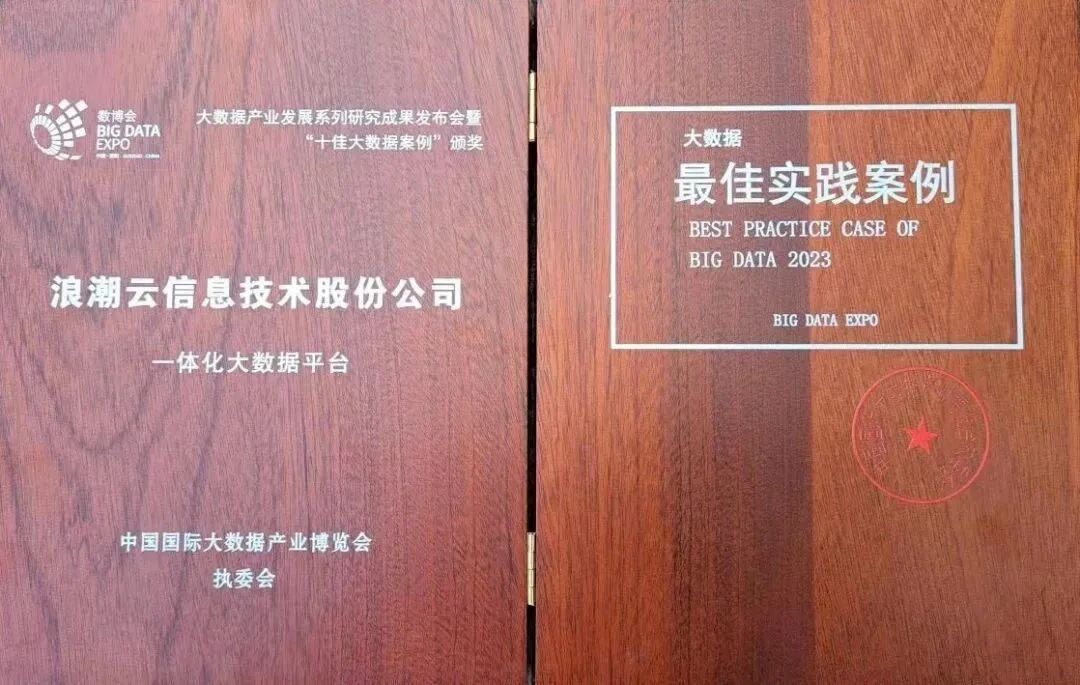 数博会
BIG DATA
EXPO
大数据产业发展系列研究成果发布会暨
“十佳大数据案例”颁奖
浪潮云信息技术股份公司
一体化大数据平台
中国国际大数据产业博览会
执委会
大数据
最佳实践案例
BEST PRACTICE CASE OF
BIG DATA 2023
BIG DATA EXPO